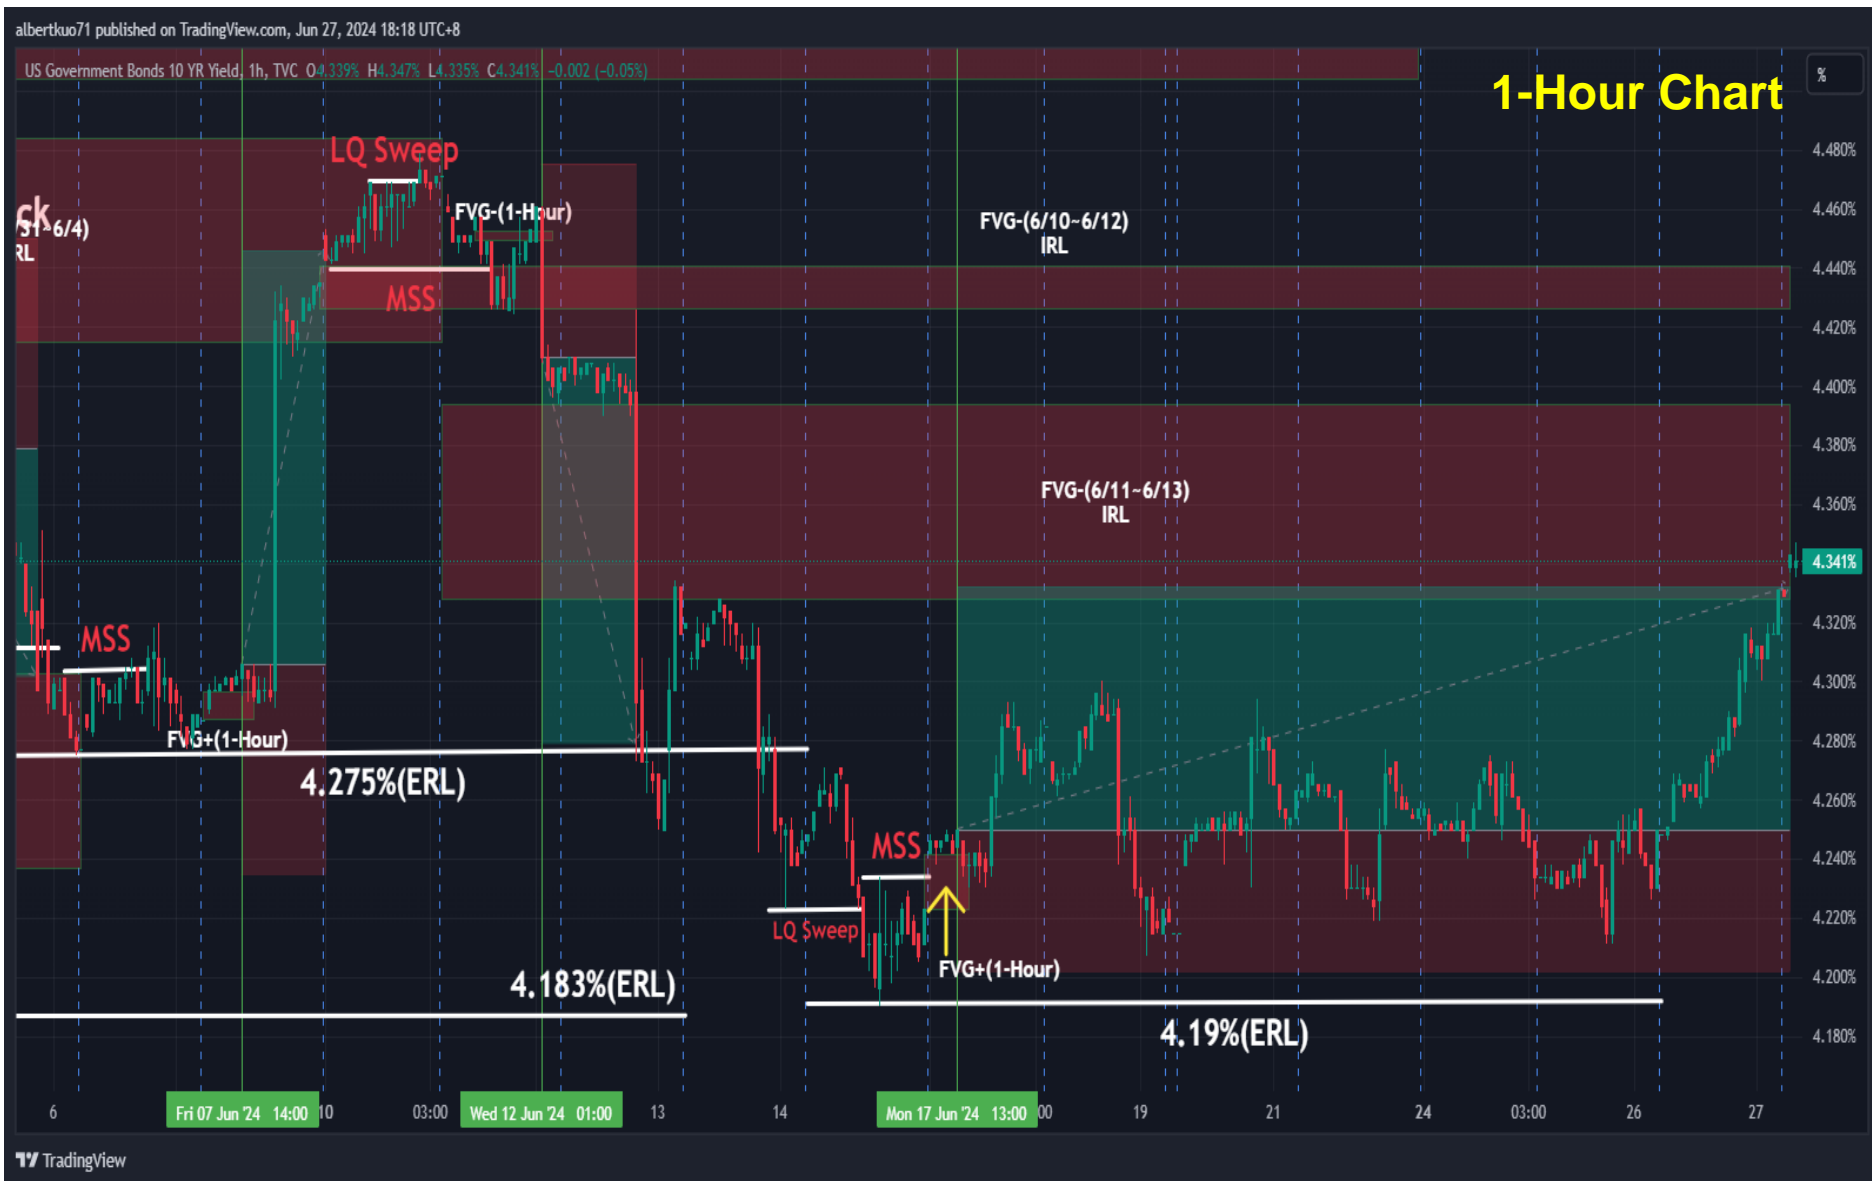 albertkuo71 published on TradingView.com, Jun 27, 2024 18:18 UTC+8
US Government Bonds 10 YR Yield, 1h, TVC O4.339% H4.347% L4.335% C4.341% −0.002 (−0.05%)
%
1-Hour Chart
4.480%
LQ Sweep
4.460%
ck
6/4)
RL
FVG-(1-Hour)
FVG-(6/10~6/12)
IRL
4.440%
MSS
4.420%
4.400%
4.380%
FVG-(6/11~6/13)
IRL
4.360%
4.341%
4.320%
MSS
4.300%
FVG+(1-Hour)
4.280%
4.275%(ERL)
4.260%
MSS
4.240%
4.220%
LQ Sweep
FVG+(1-Hour)
4.200%
4.183%(ERL)
4.19%(ERL)
4.180%
6 Fri 07 Jun '24 14:00 10 03:00 Wed 12 Jun '24 01:00 13 14 Mon 17 Jun '24 13:00 00 19 21 24 03:00 26 27
TradingView